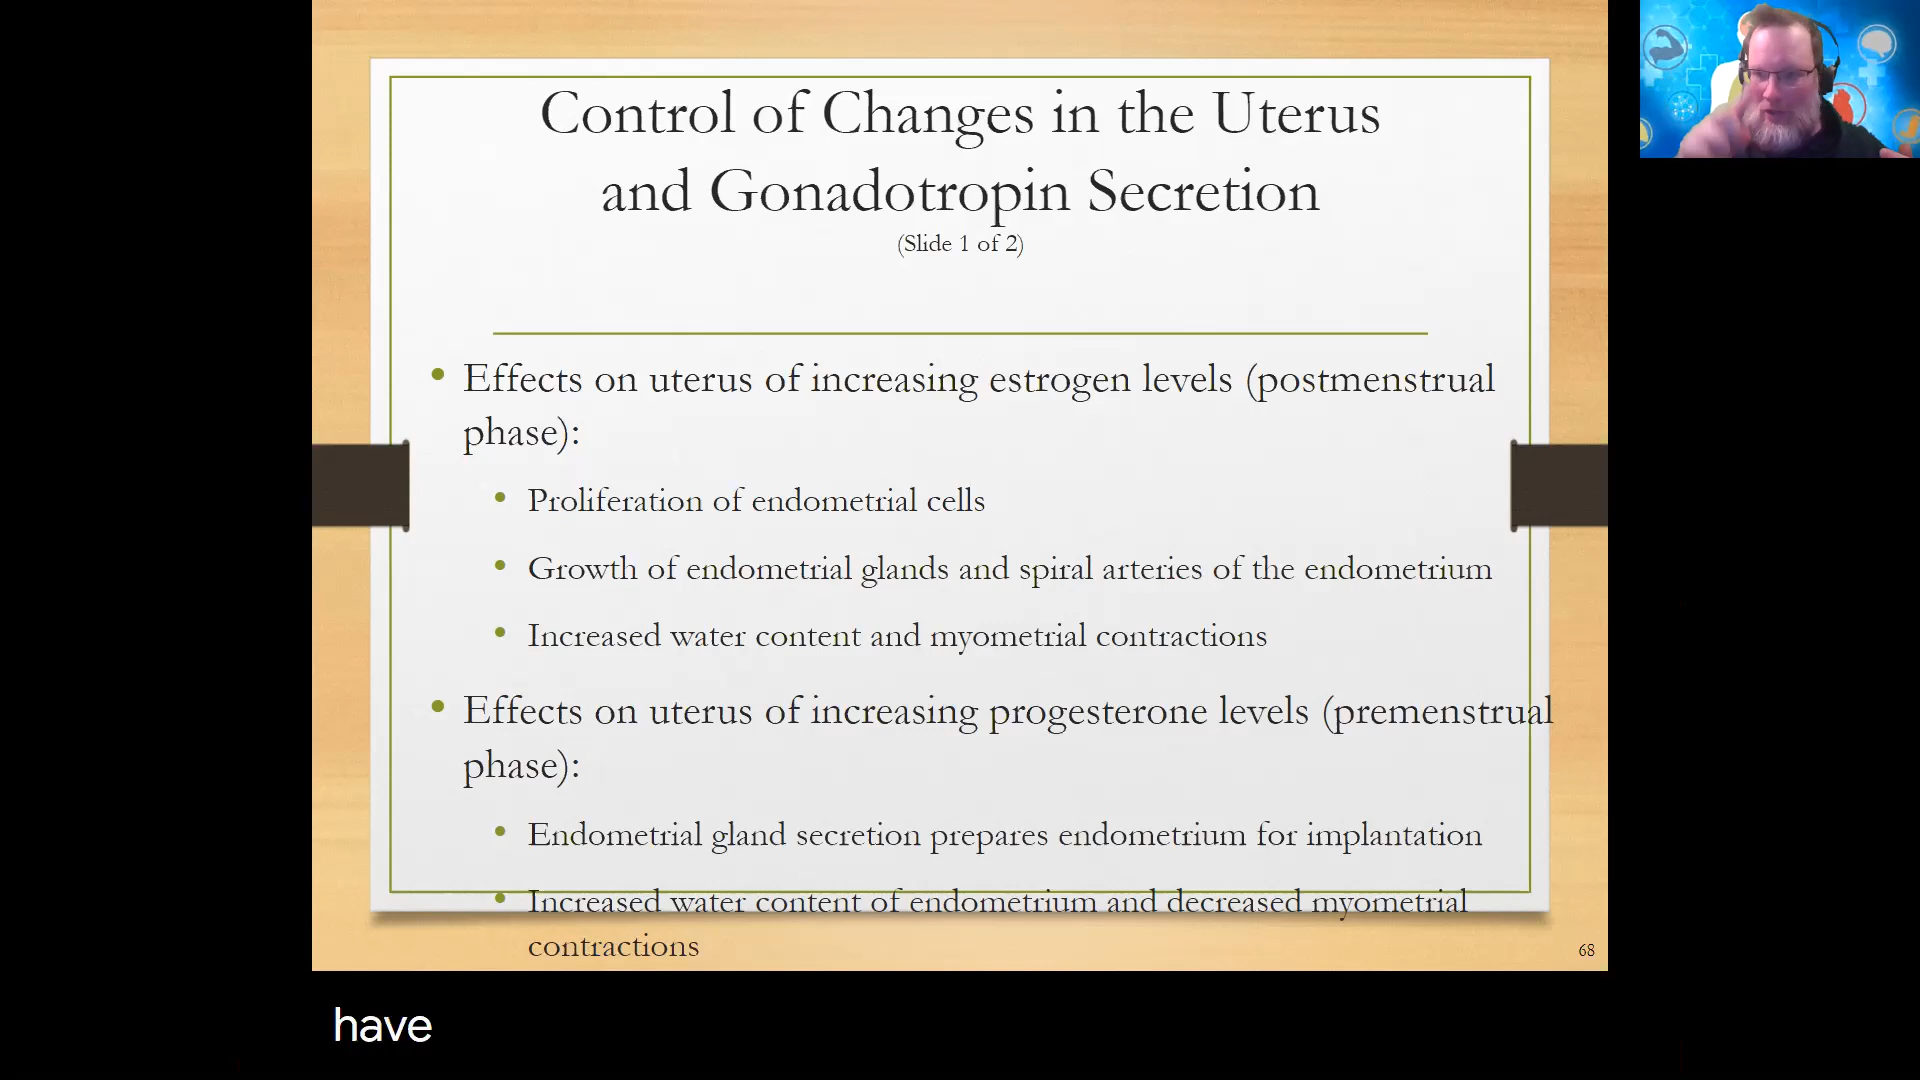 Control of Changes in the Uterus
and Gonadotropin Secretion
(Slide 1 of 2)
• Effects on uterus of increasing estrogen levels (postmenstrual
phase):
• Proliferation of endometrial cells
• Growth of endometrial glands and spiral arteries of the endometrium
• Increased water content and myometrial contractions
• Effects on uterus of increasing progesterone levels (premenstrual
phase):
• Endometrial gland secretion prepares endometrium for implantation
• Increased water content of endometrium and decreased myometrial
contractions
68
have